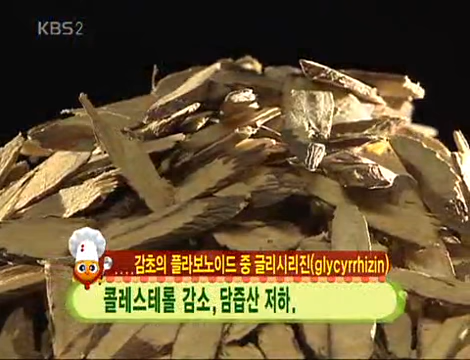 KBS2
....감초의 플라보노이드 중 글리시리진(glycyrrhizin)
콜레스테롤 감소, 담즙산 저하.